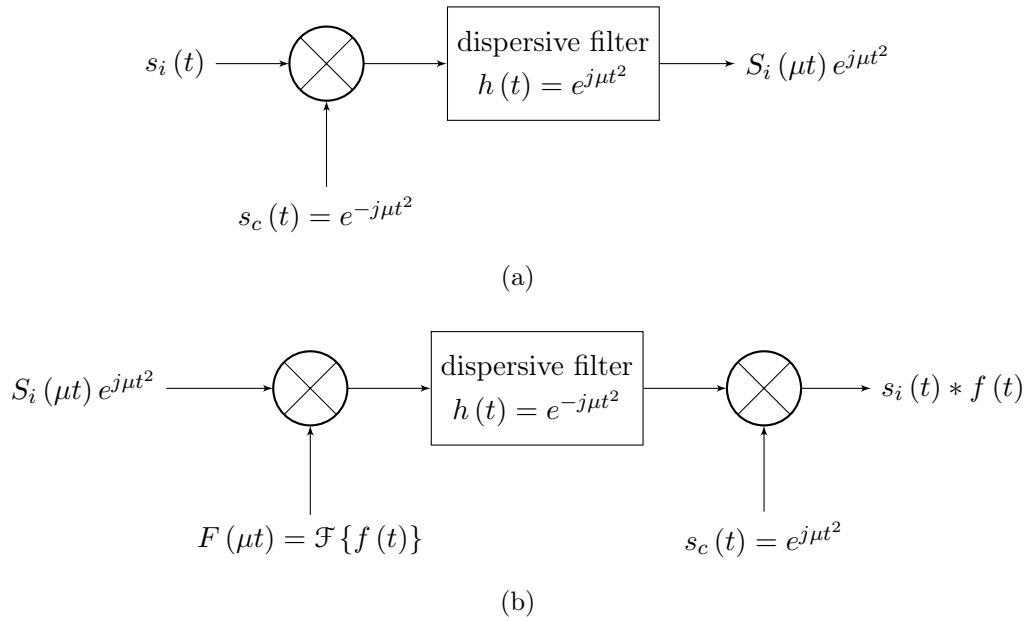 dispersive filter
s_i (t)
h (t) = e^{jμt^2}
S_i (μt) e^{jμt^2}
s_c (t) = e^{-jμt^2}
(a)
dispersive filter
S_i (μt) e^{jμt^2}
h (t) = e^{-jμt^2}
s_i (t) ∗ f (t)
F (μt) = ℱ {f (t)}
s_c (t) = e^{jμt^2}
(b)